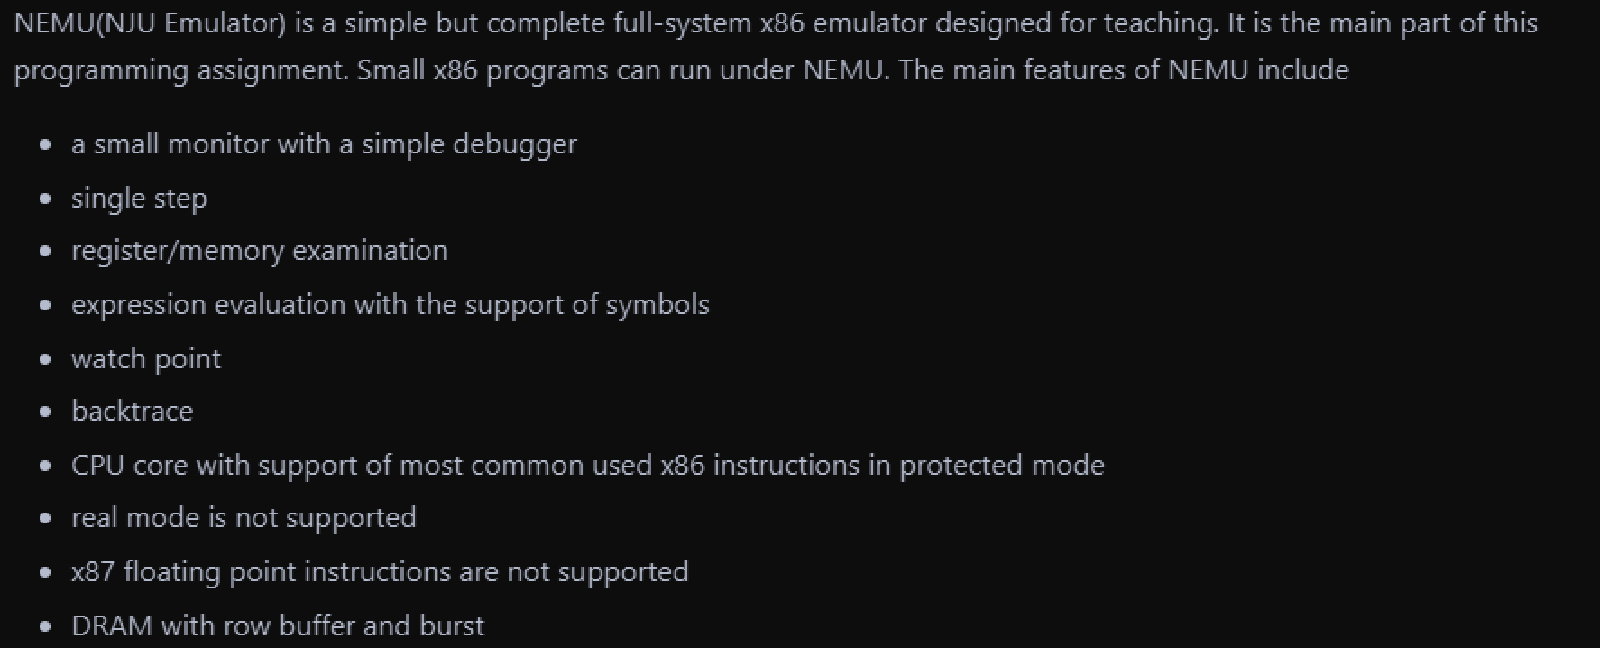 NEMU(NJU Emulator) is a simple but complete full-system x86 emulator designed for teaching. It is the main part of this
programming assignment. Small x86 programs can run under NEMU. The main features of NEMU include
• a small monitor with a simple debugger
• single step
• register/memory examination
• expression evaluation with the support of symbols
• watch point
• backtrace
• CPU core with support of most common used x86 instructions in protected mode
• real mode is not supported
• x87 floating point instructions are not supported
• DRAM with row buffer and burst